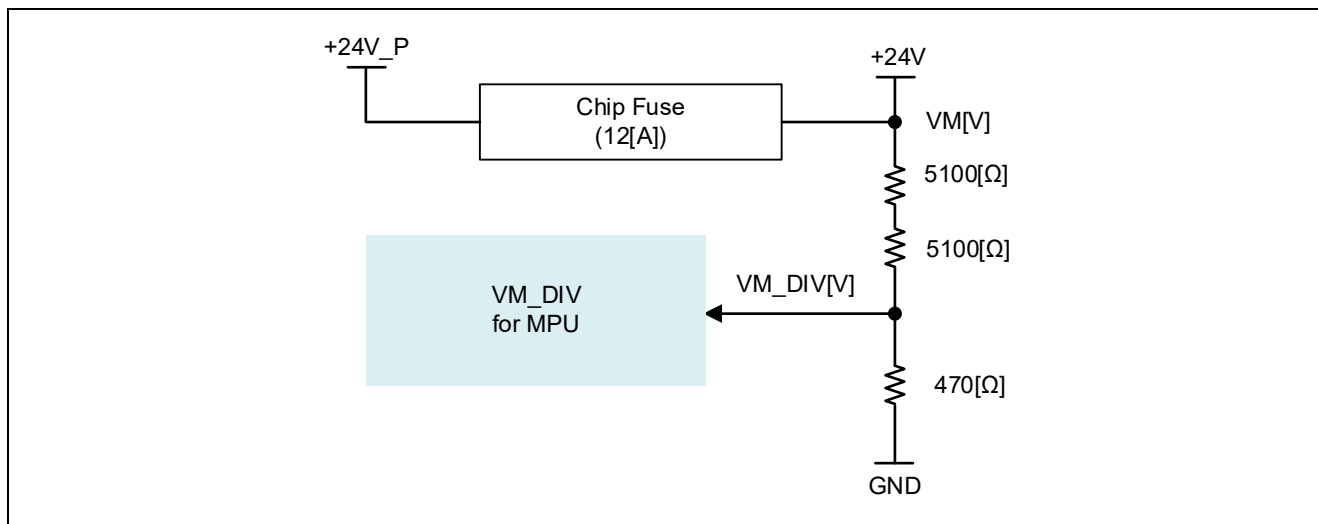 +24V_P
+24V
Chip Fuse
(12[A])
VM[V]
5100[Ω]
5100[Ω]
VM_DIV[V]
VM_DIV
for MPU
470[Ω]
GND